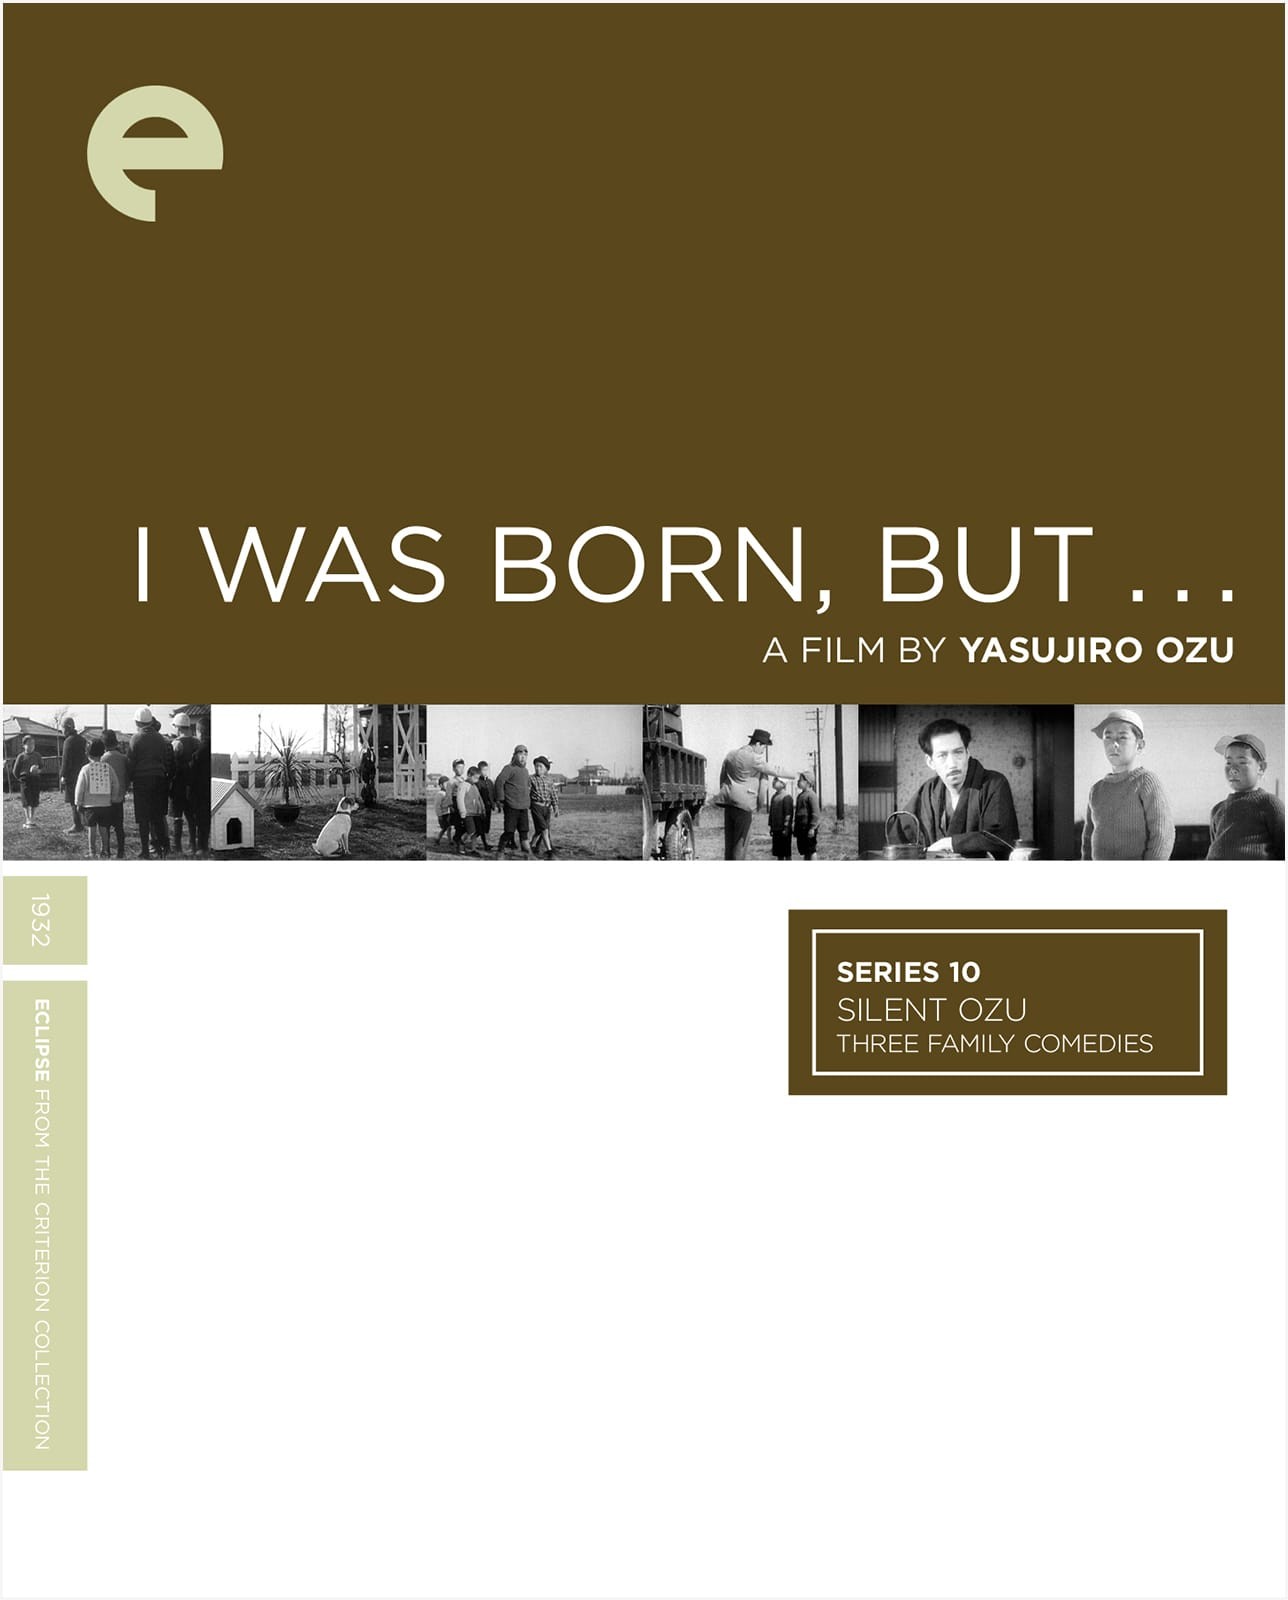 e
I WAS BORN, BUT . . .
A FILM BY YASUJIRO OZU
1932
ECLIPSE FROM THE CRITERION COLLECTION
SERIES 10
SILENT OZU
THREE FAMILY COMEDIES